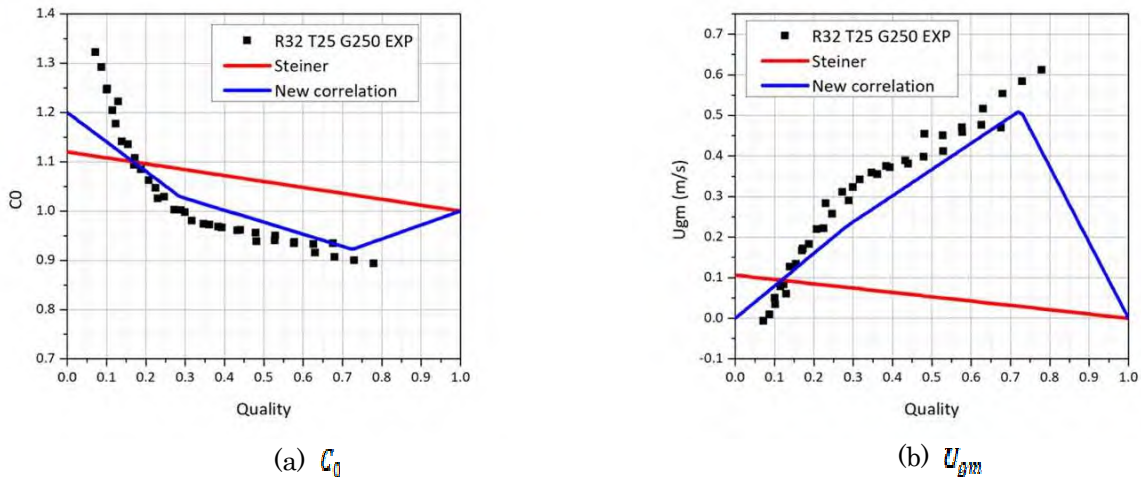 1.4
1.3
1.2
1.1
1.0
0.9
0.8
0.7
C0
R32 T25 G250 EXP
Steiner
New correlation
0.0 0.1 0.2 0.3 0.4 0.5 0.6 0.7 0.8 0.9 1.0
Quality
(a) C0
0.7
0.6
0.5
0.4
0.3
0.2
0.1
0.0
-0.1
Ugm (m/s)
R32 T25 G250 EXP
Steiner
New correlation
0.0 0.1 0.2 0.3 0.4 0.5 0.6 0.7 0.8 0.9 1.0
Quality
(b) Ugm